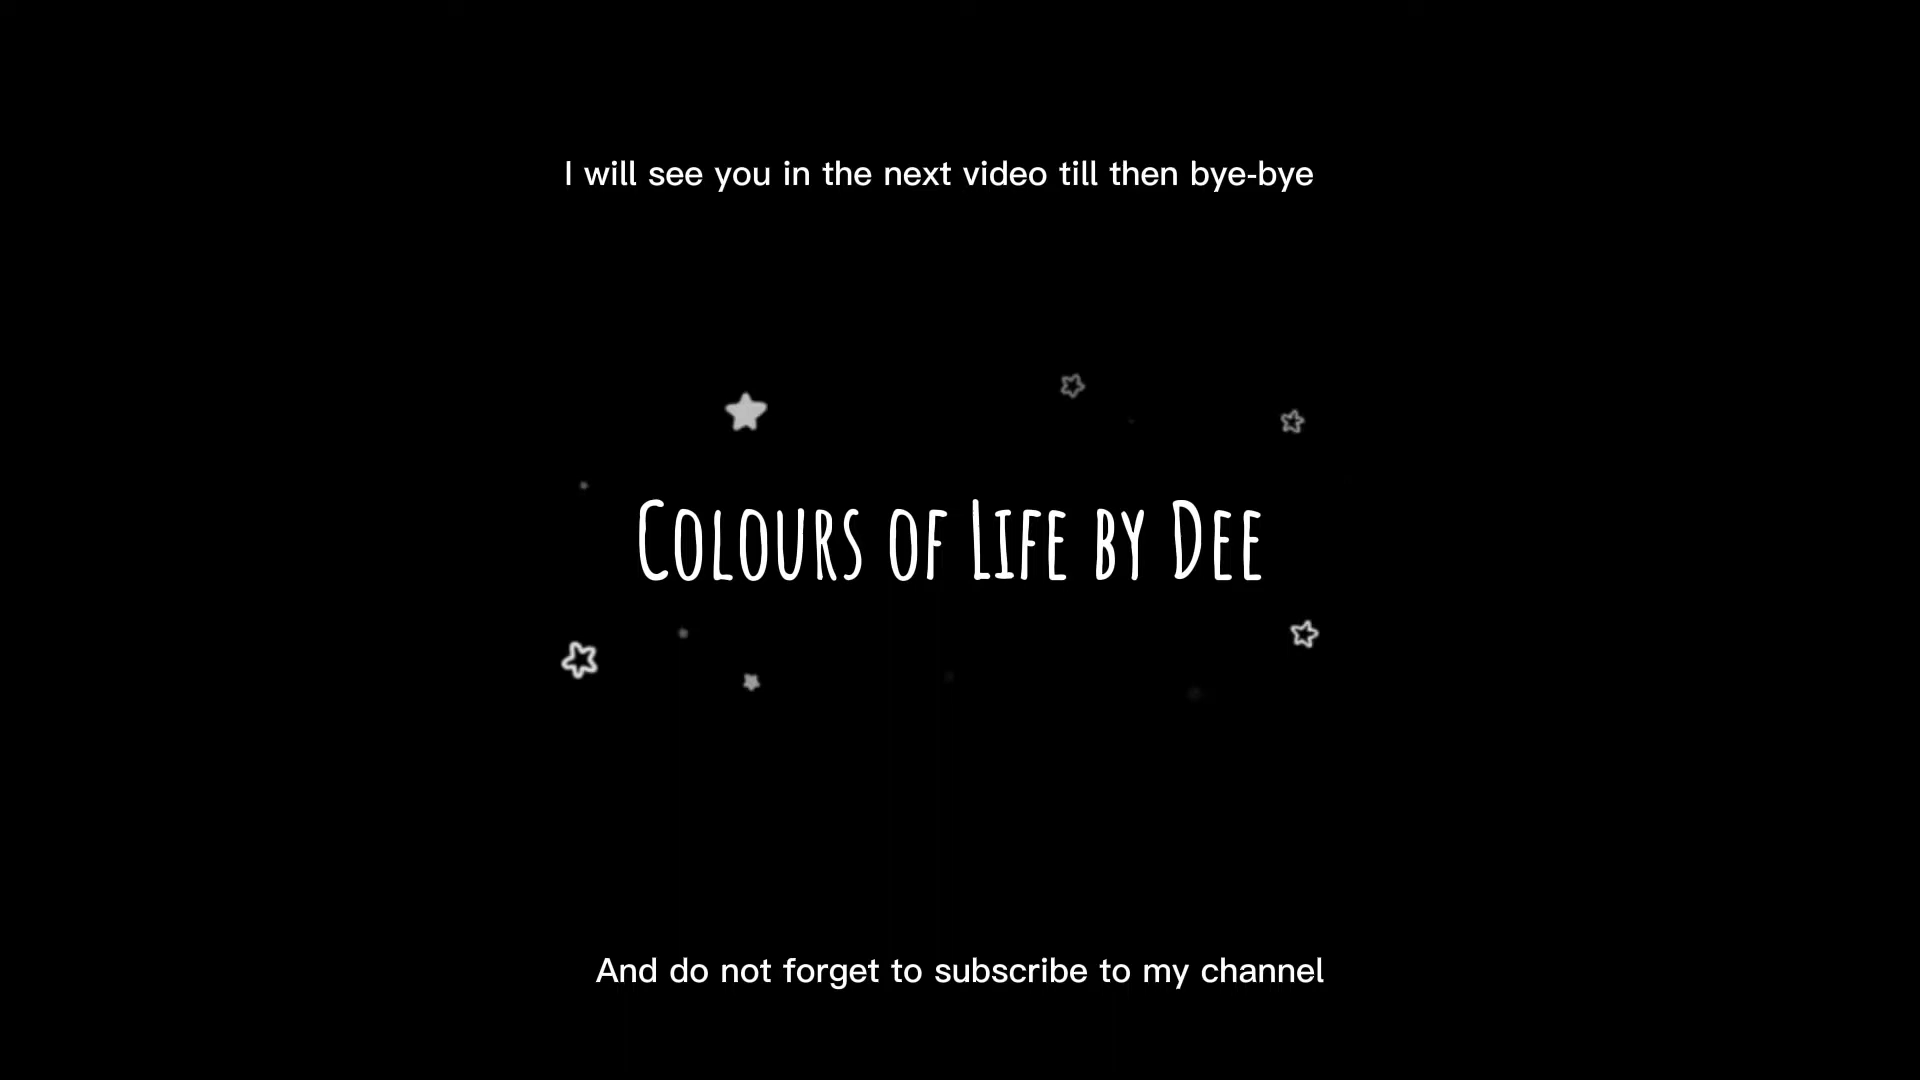 I will see you in the next video till then bye-bye
Colours of Life by Dee
And do not forget to subscribe to my channel